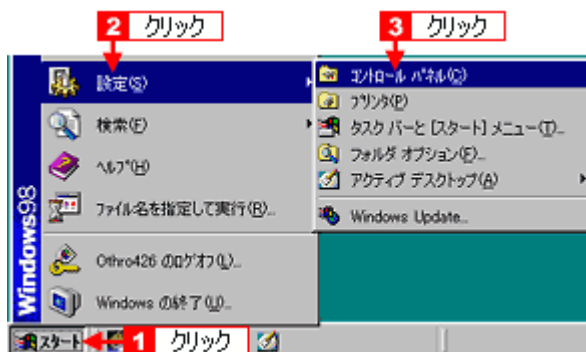 2 クリック
3 クリック
設定(S)
検索(F)
ヘルプ(H)
ファイル名を指定して実行(R)...
Othro426 のログオフ(L)...
Windows の終了(U)...
Windows98
コントロール パネル(C)
プリンタ(P)
タスク バーと [スタート] メニュー(T)...
フォルダ オプション(F)...
アクティブ デスクトップ(A)
Windows Update...
スタート
1 クリック